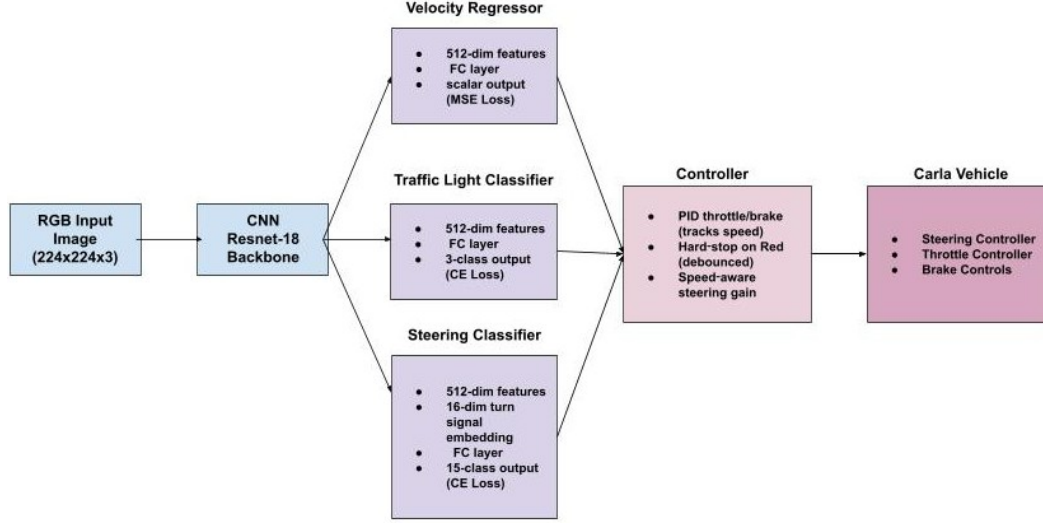 Velocity Regressor
● 512-dim features
● FC layer
● scalar output
(MSE Loss)
Traffic Light Classifier
● 512-dim features
● FC layer
● 3-class output
(CE Loss)
Steering Classifier
● 512-dim features
● 16-dim turn
signal
embedding
● FC layer
● 15-class output
(CE Loss)
RGB Input
Image
(224x224x3)
CNN
Resnet-18
Backbone
Controller
● PID throttle/brake
(tracks speed)
● Hard-stop on Red
(debounced)
● Speed-aware
steering gain
Carla Vehicle
● Steering Controller
● Throttle Controller
● Brake Controls